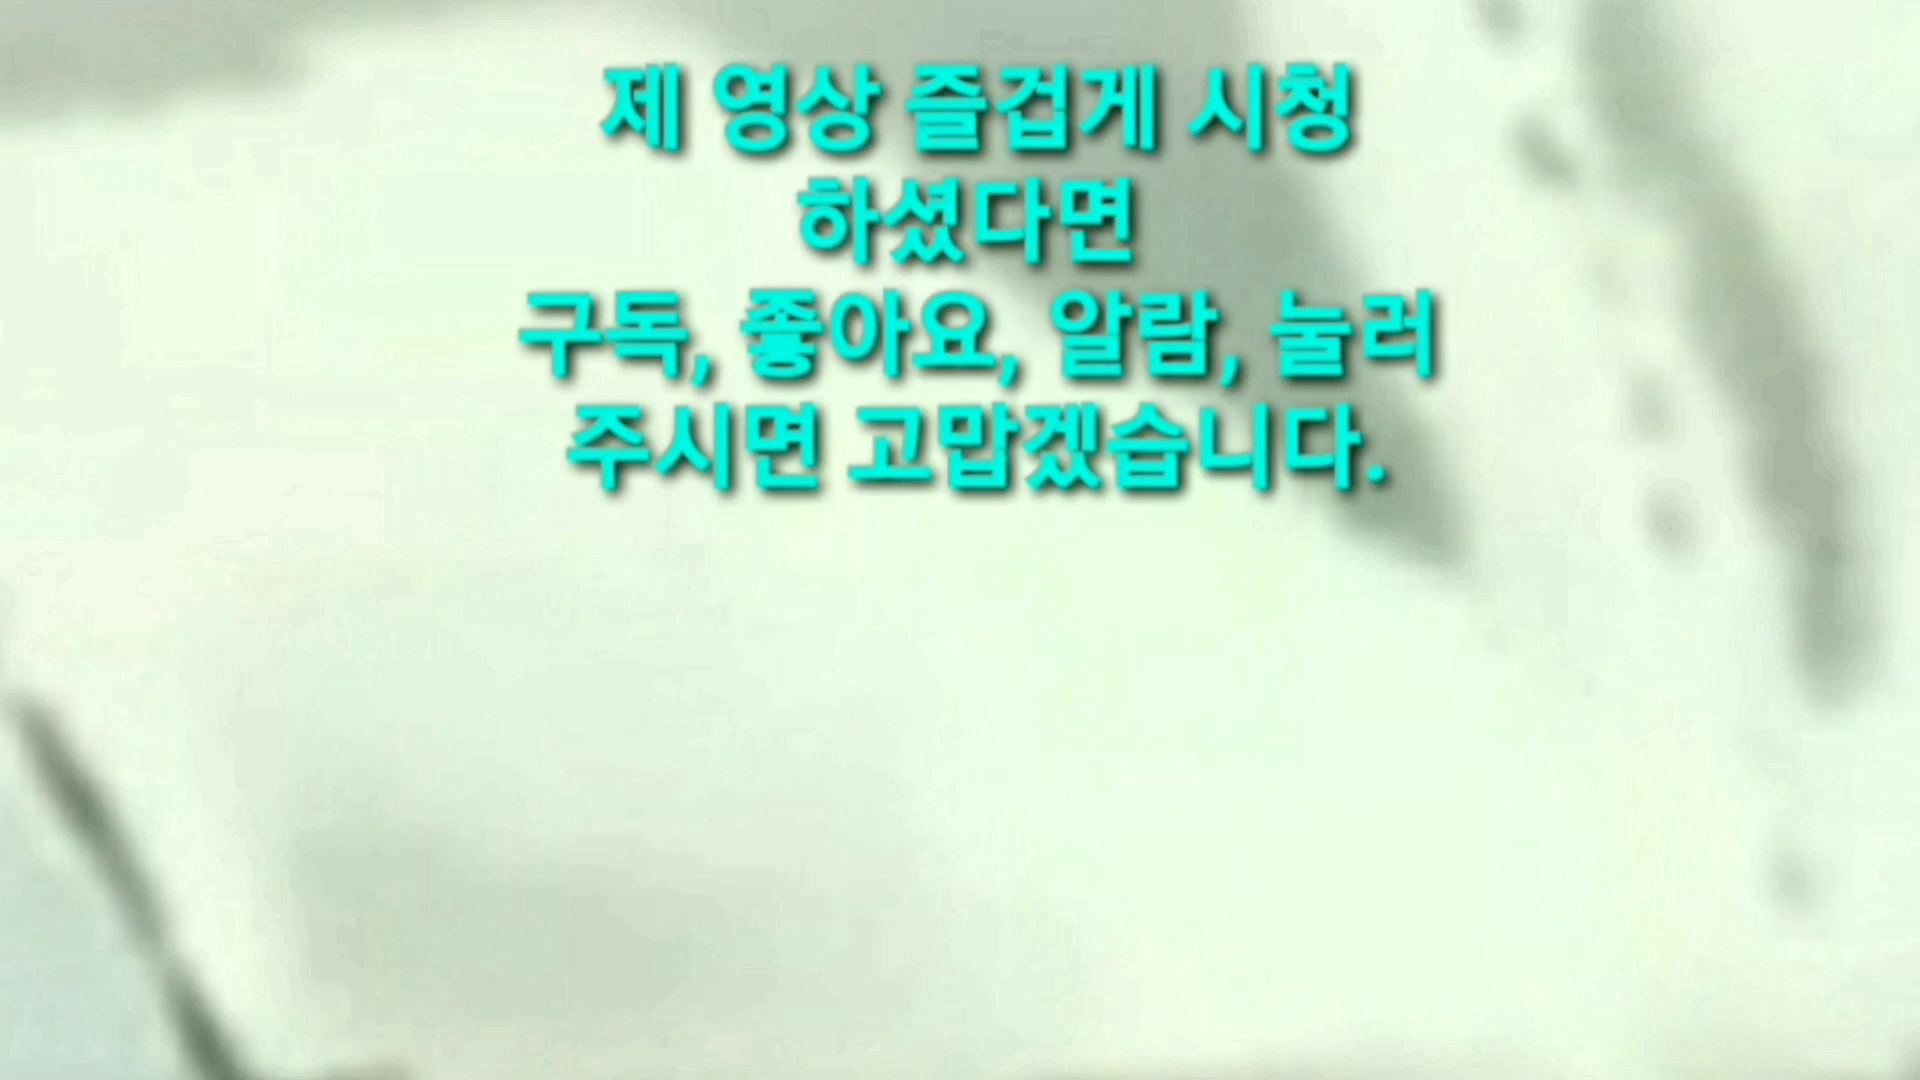 제 영상 즐겁게 시청
하셨다면
구독, 좋아요, 알람, 눌러
주시면 고맙겠습니다.